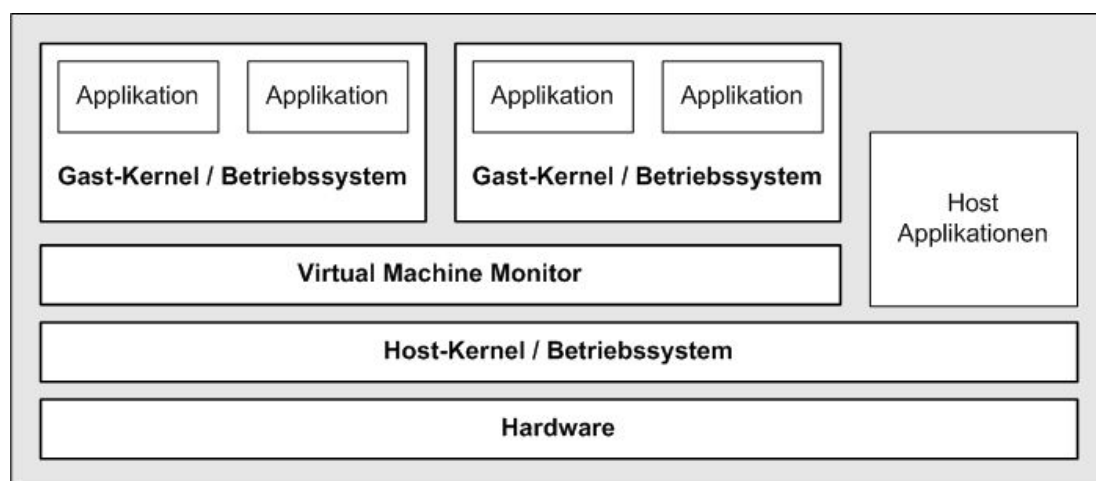 Applikation
Applikation
Gast-Kernel / Betriebssystem
Applikation
Applikation
Gast-Kernel / Betriebssystem
Host
Applikationen
Virtual Machine Monitor
Host-Kernel / Betriebssystem
Hardware